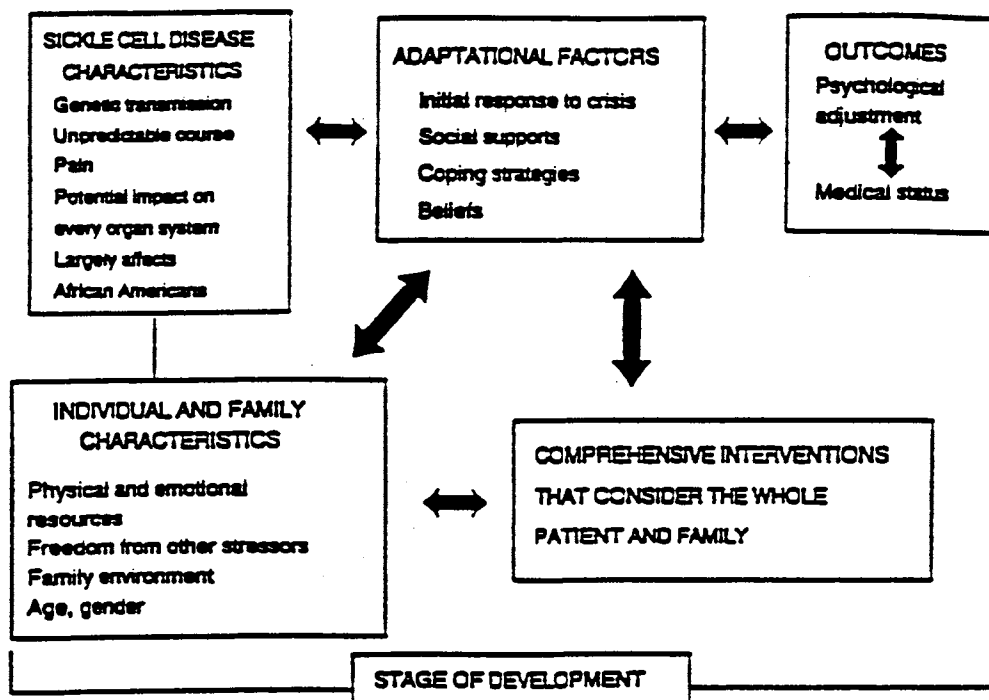 SICKLE CELL DISEASE
CHARACTERISTICS
Genetic transmission
Unpredictable course
Pain
Potential impact on
every organ system
Largely affects
African Americans
ADAPTATIONAL FACTORS
Initial response to crisis
Social supports
Coping strategies
Beliefs
OUTCOMES
Psychological
adjustment
Medical status
INDIVIDUAL AND FAMILY
CHARACTERISTICS
Physical and emotional
resources
Freedom from other stressors
Family environment
Age, gender
COMPREHENSIVE INTERVENTIONS
THAT CONSIDER THE WHOLE
PATIENT AND FAMILY
STAGE OF DEVELOPMENT